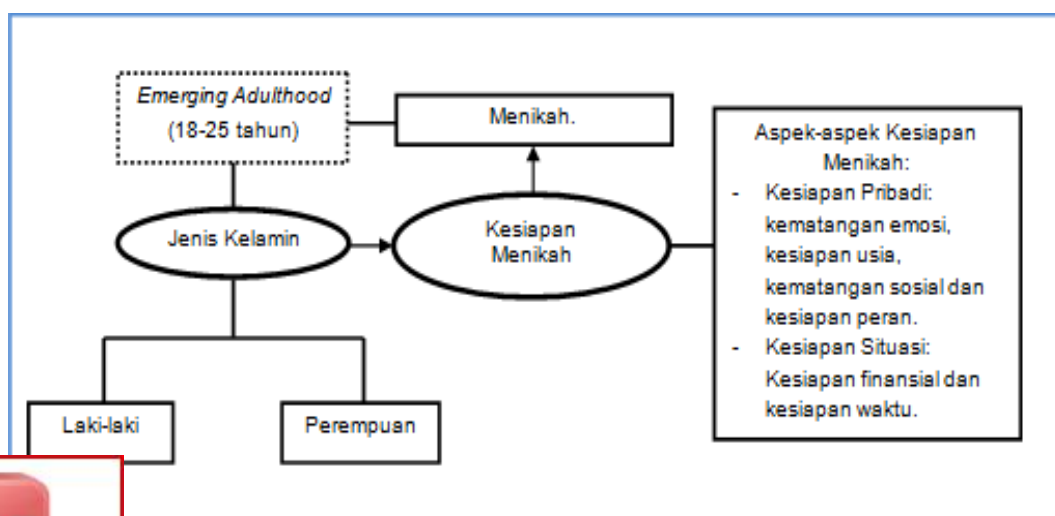 Emerging Adulthood
(18-25 tahun)
Menikah.
Jenis Kelamin
Kesiapan
Menikah
Laki-laki
Perempuan
Aspek-aspek Kesiapan
Menikah:
- Kesiapan Pribadi:
kematangan emosi,
kesiapan usia,
kematangan sosial dan
kesiapan peran.
- Kesiapan Situasi:
Kesiapan finansial dan
kesiapan waktu.